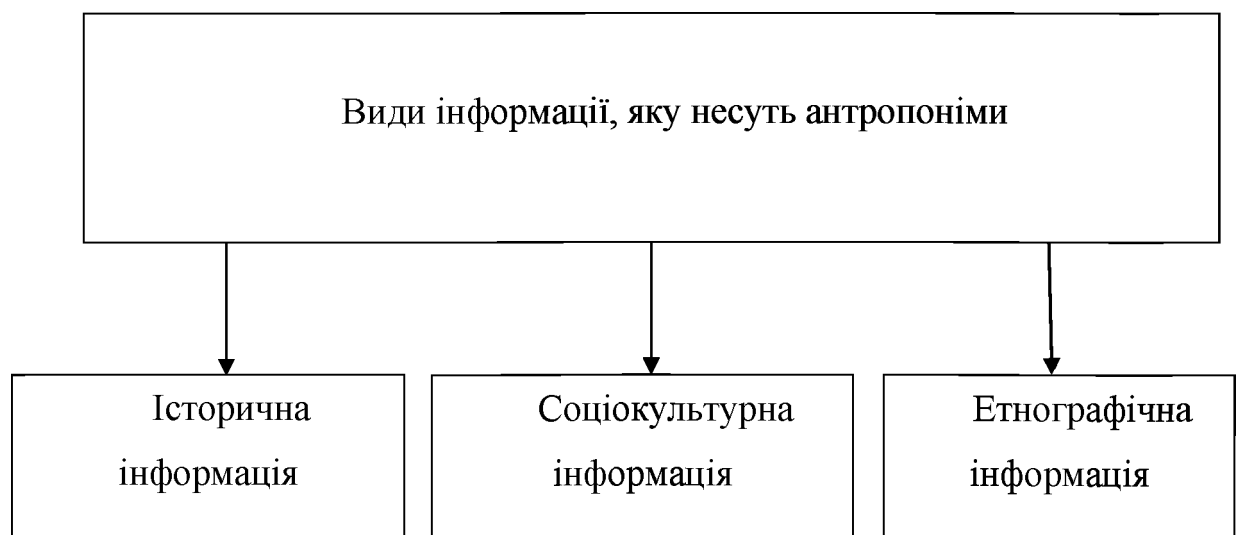 Види інформації, яку несуть антропоніми
Історична
інформація
Соціокультурна
інформація
Етнографічна
інформація